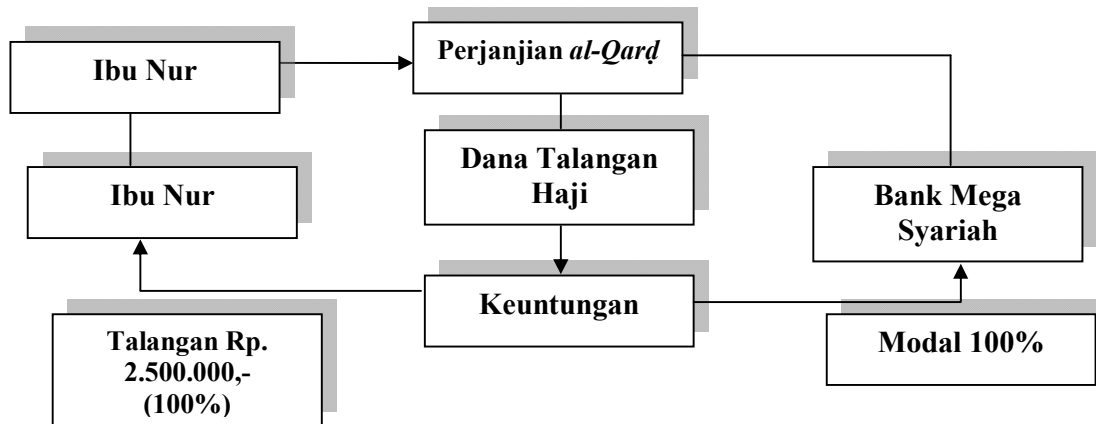 Ibu Nur
Perjanjian al-Qarḍ
Ibu Nur
Dana Talangan
Haji
Bank Mega
Syariah
Keuntungan
Talangan Rp.
2.500.000,-
(100%)
Modal 100%